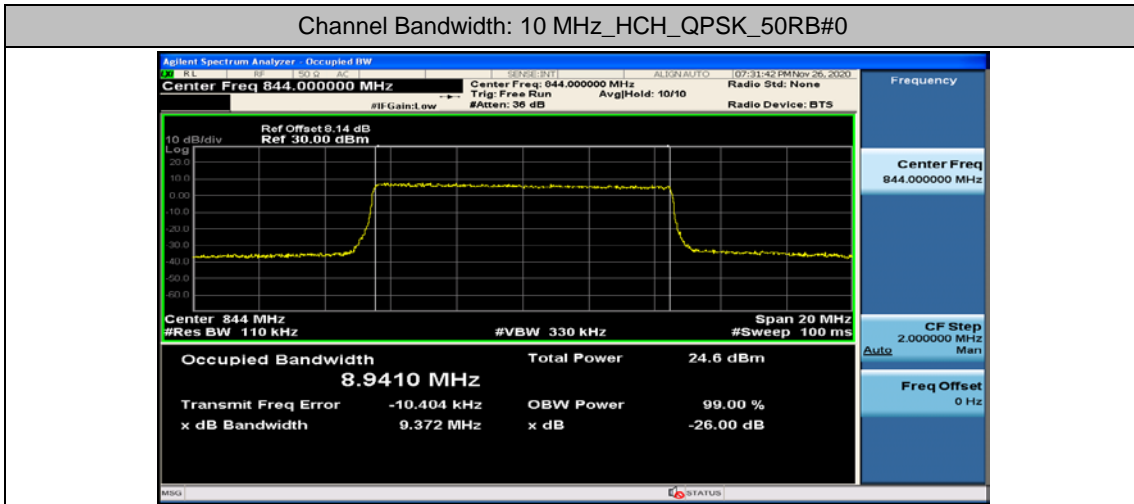 Channel Bandwidth: 10 MHz_HCH_QPSK_50RB#0
Agilent Spectrum Analyzer - Occupied BW
RL RF 50 Ω AC SENSE:INT ALIGN AUTO 07:31:42 PM Nov 26, 2020
Center Freq 844.000000 MHz
Center Freq: 844.000000 MHz
Radio Std: None
Trig: Free Run Avg|Hold: 10/10
#IFGain:Low #Atten: 36 dB Radio Device: BTS
Frequency
Ref Offset 8.14 dB
10 dB/div Ref 30.00 dBm
Log
20.0
10.0
0.00
-10.0
-20.0
-30.0
-40.0
-50.0
-60.0
Center 844 MHz Span 20 MHz
#Res BW 110 kHz #VBW 330 kHz #Sweep 100 ms
Occupied Bandwidth Total Power 24.6 dBm
8.9410 MHz
Transmit Freq Error -10.404 kHz OBW Power 99.00 %
x dB Bandwidth 9.372 MHz x dB -26.00 dB
Center Freq
844.000000 MHz
CF Step
2.000000 MHz
Auto Man
Freq Offset
0 Hz
MSG STATUS